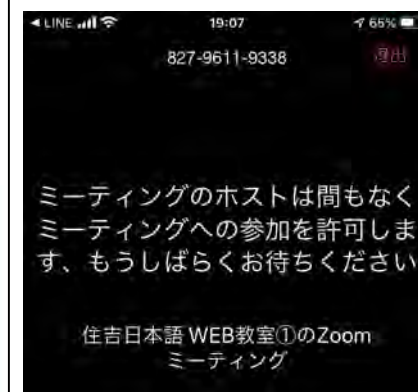 ◀ LINE 19:07 65%
827-9611-9338 退出
ミーティングのホストは間もなく
ミーティングへの参加を許可しま
す、もうしばらくお待ちください
住吉日本語 WEB教室①のZoom
ミーティング